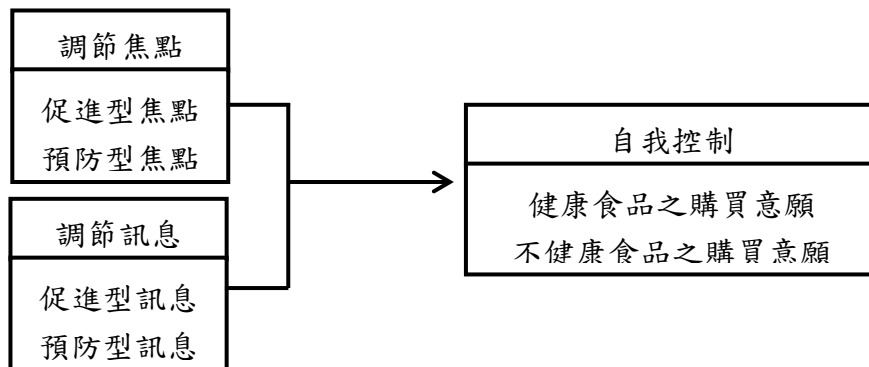 調節焦點
促進型焦點
預防型焦點
調節訊息
促進型訊息
預防型訊息
自我控制
健康食品之購買意願
不健康食品之購買意願